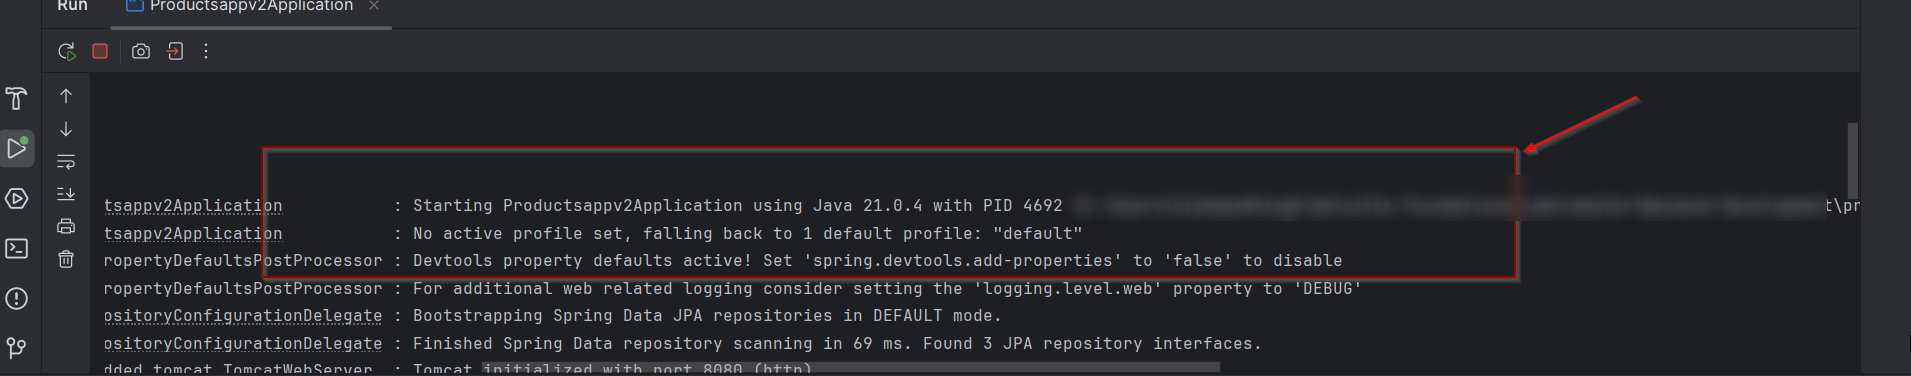 Run Productsappv2Application
tsappv2Application : Starting Productsappv2Application using Java 21.0.4 with PID 4692 t\pr
tsappv2Application : No active profile set, falling back to 1 default profile: "default"
ropertyDefaultsPostProcessor : Devtools property defaults active! Set 'spring.devtools.add-properties' to 'false' to disable
ropertyDefaultsPostProcessor : For additional web related logging consider setting the 'logging.level.web' property to 'DEBUG'
ositoryConfigurationDelegate : Bootstrapping Spring Data JPA repositories in DEFAULT mode.
ositoryConfigurationDelegate : Finished Spring Data repository scanning in 69 ms. Found 3 JPA repository interfaces.
dded.tomcat.TomcatWebServer : Tomcat initialized with port 8080 (http)